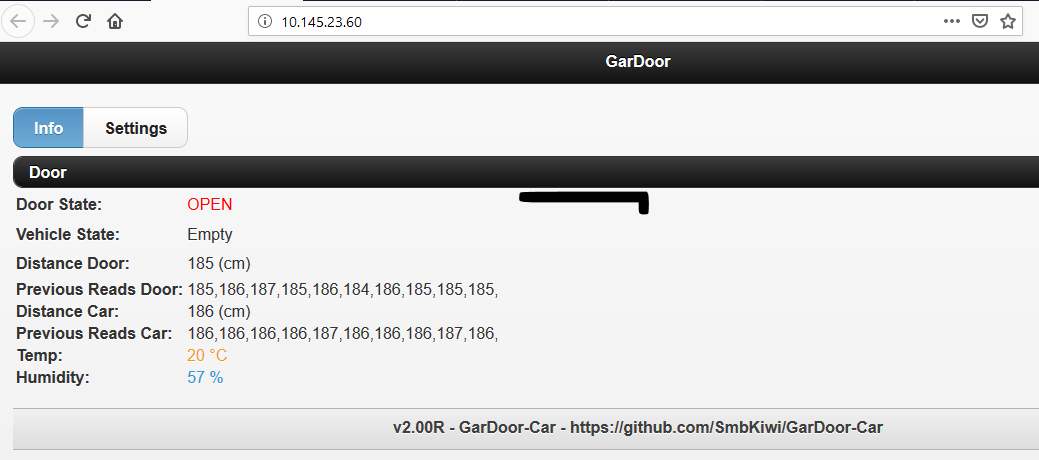 10.145.23.60
GarDoor
Info Settings
Door
Door State: OPEN
Vehicle State: Empty
Distance Door: 185 (cm)
Previous Reads Door: 185,186,187,185,186,184,186,185,185,185,
Distance Car: 186 (cm)
Previous Reads Car: 186,186,186,186,187,186,186,186,187,186,
Temp: 20 °C
Humidity: 57 %
v2.00R - GarDoor-Car - https://github.com/SmbKiwi/GarDoor-Car